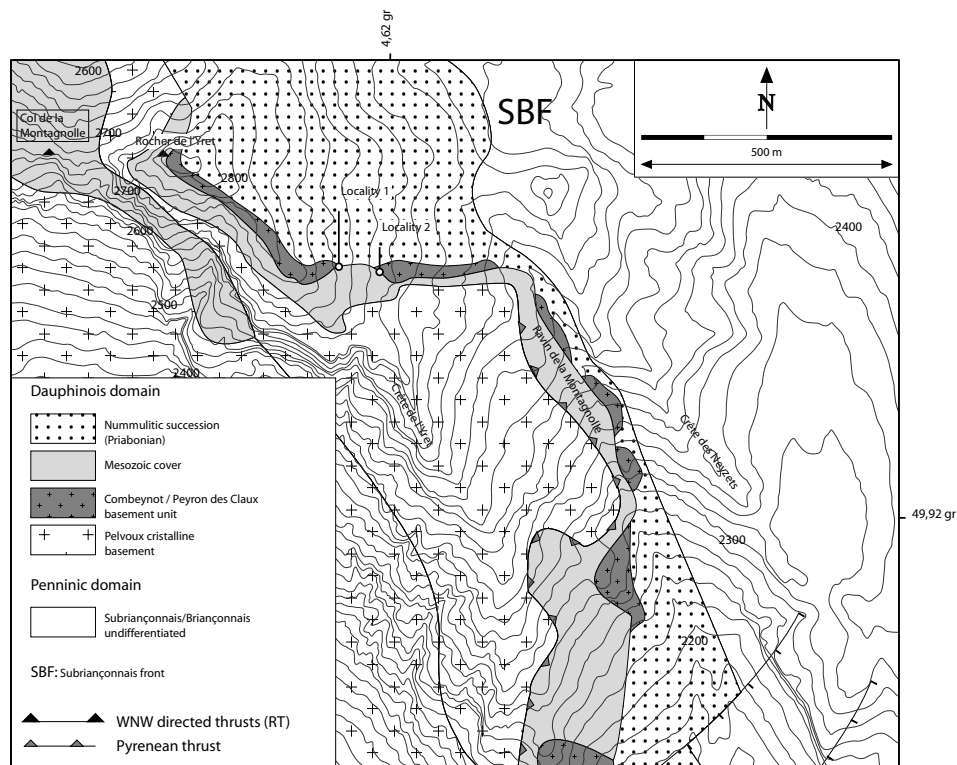 4,62 gr
2600
SBF
N
500 m
Col de la
Montagnolle
2700
Rocher de l'Yret
2800
2700
Locality 1
2600
Locality 2
2400
2500
2400
Ravin de la Montagnolle
Crête de l'Yret
Crête des Neyzets
49,92 gr
2300
2200
Dauphinois domain
Nummulitic succession
(Priabonian)
Mesozoic cover
Combeynot / Peyron des Claux
basement unit
Pelvoux cristalline
basement
Penninic domain
Subriançonnais/Briançonnais
undifferentiated
SBF: Subriançonnais front
WNW directed thrusts (RT)
Pyrenean thrust